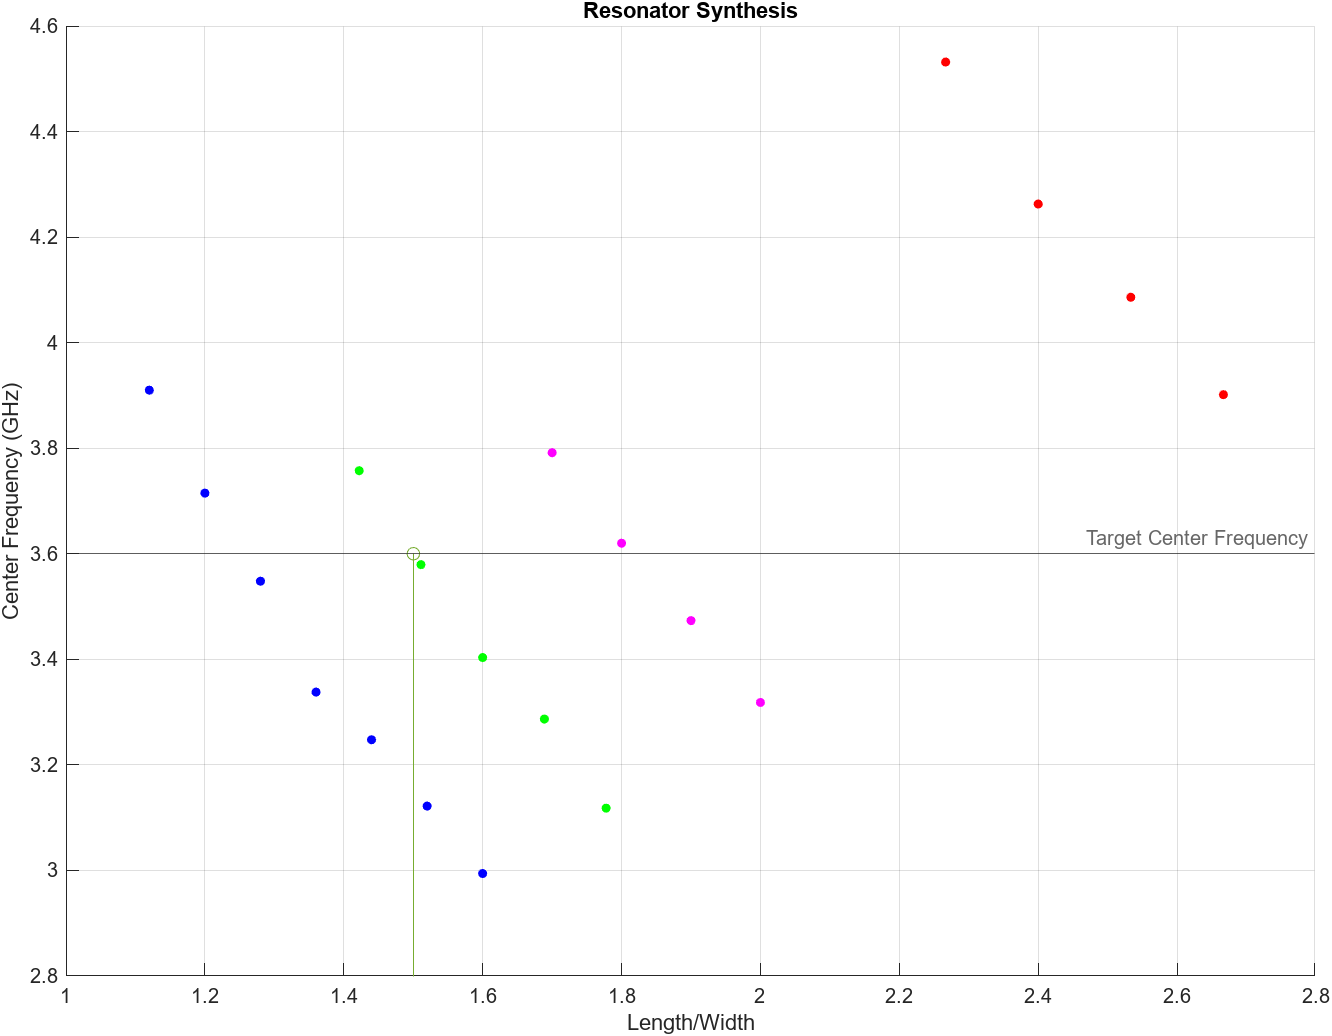 Resonator Synthesis
4.6
4.4
4.2
4
3.8
3.6
3.4
3.2
3
2.8
Center Frequency (GHz)
Target Center Frequency
1 1.2 1.4 1.6 1.8 2 2.2 2.4 2.6 2.8
Length/Width